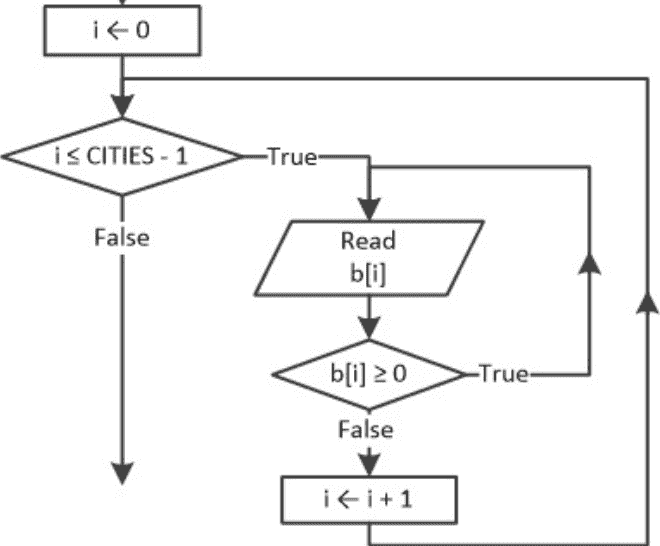 i ← 0
i ≤ CITIES - 1
True
False
Read
b[i]
b[i] ≥ 0
True
False
i ← i + 1